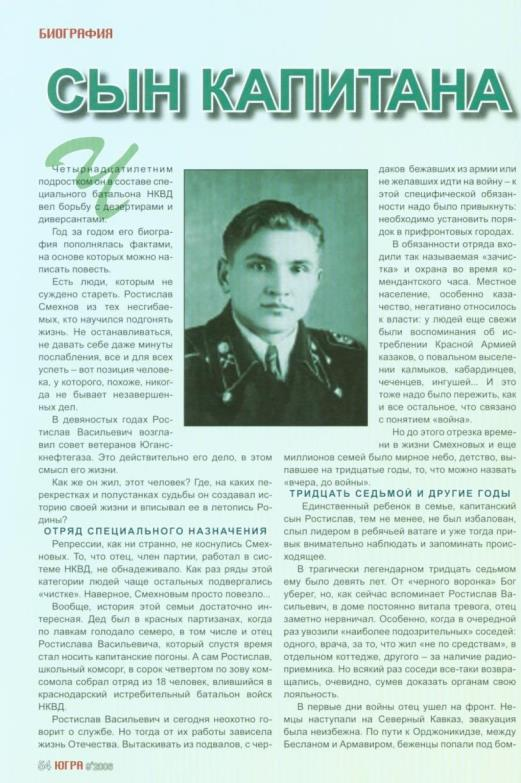 БИОГРАФИЯ
СЫН КАПИТАНА
Четырнадцатилетним
подростком он в составе спе-
циального батальона НКВД
вел борьбу с дезертирами и
диверсантами.
Год за годом его биогра-
фия пополнялась фактами,
на основе которых можно на-
писать повесть.
Есть люди, которым не
суждено стареть. Ростислав
Смехнов из тех несгибае-
мых, кто научился подгонять
жизнь. Не останавливаться,
не давать себе даже минуты
послабления, все и для всех
успеть – вот позиция челове-
ка, у которого, похоже, никог-
да не бывает незавершен-
ных дел.
В девяностых годах Рос-
тислав Васильевич возгла-
вил совет ветеранов Юганс-
кнефтегаза. Это действительно его дело, в этом
смысл его жизни.
Как же он жил, этот человек? Где, на каких пе-
рекрестках и полустанках судьбы он создавал ис-
торию своей жизни и вписывал ее в летопись Ро-
дины?
ОТРЯД СПЕЦИАЛЬНОГО НАЗНАЧЕНИЯ
Репрессии, как ни странно, не коснулись Смех-
новых. То, что отец, член партии, работал в сис-
теме НКВД, не обнадеживало. Как раз ряды этой
категории людей чаще остальных подвергались
«чистке». Наверное, Смехновым просто повезло...
Вообще, история этой семьи достаточно ин-
тересная. Дед был в красных партизанах, когда
по лавкам голодало семеро, в том числе и отец
Ростислава Васильевича, который спустя время
стал носить капитанские погоны. А сам Ростислав,
школьный комсорг, в сорок четвертом по зову ком-
сомола собрал отряд из 18 человек, влившийся в
краснодарский истребительный батальон войск
НКВД.
Ростислав Васильевич и сегодня неохотно го-
ворит о службе. Но тогда от их работы зависела
жизнь Отечества. Вытаскивать из подвалов, с чер-
даков бежавших из армии или
не желавших идти на войну – к
этой специфической обязан-
ности надо было привыкнуть:
необходимо установить поря-
док в прифронтовых городах.
В обязанности отряда вхо-
дили так называемая «зачис-
тка» и охрана во время ко-
мендантского часа. Местное
население, особенно каза-
чество, негативно относилось
к власти: у людей еще свежи
были воспоминания об ис-
треблении Красной Армией
казаков, о повальном выселе-
нии калмыков, кабардинцев,
чеченцев, ингушей... И это
тоже надо было пережить, как
и все остальное, что связано
с понятием «война».
Но до этого отрезка време-
ни в жизни Смехновых и еще
миллионов семей было мирное небо, детство, вы-
павшее на тридцатые годы, то, что можно назвать
«вчера, до войны».
ТРИДЦАТЬ СЕДЬМОЙ И ДРУГИЕ ГОДЫ
Единственный ребенок в семье, капитанский
сын Ростислав, тем не менее, не был избалован,
слыл лидером в ребячьей ватаге и уже тогда при-
вык внимательно наблюдать и запоминать проис-
ходящее.
В трагически легендарном тридцать седьмом
ему было девять лет. От «черного воронка» Бог
уберег, но, как сейчас вспоминает Ростислав Ва-
сильевич, в доме постоянно витала тревога, отец
заметно нервничал. Особенно, когда в очередной
раз увозили «наиболее подозрительных» соседей:
одного, врача, за то, что жил «не по средствам», в
отдельном коттедже, другого – за наличие радио-
приемника. Но всякий раз соседи все-таки возвра-
щались, очевидно, сумев доказать органам свою
лояльность.
В первые дни войны отец ушел на фронт. Не-
мцы наступали на Северный Кавказ, эвакуация
была неизбежна. По пути к Орджоникидзе, между
Бесланом и Армавиром, беженцы попали под бом-
54 ЮГРА 9'2006